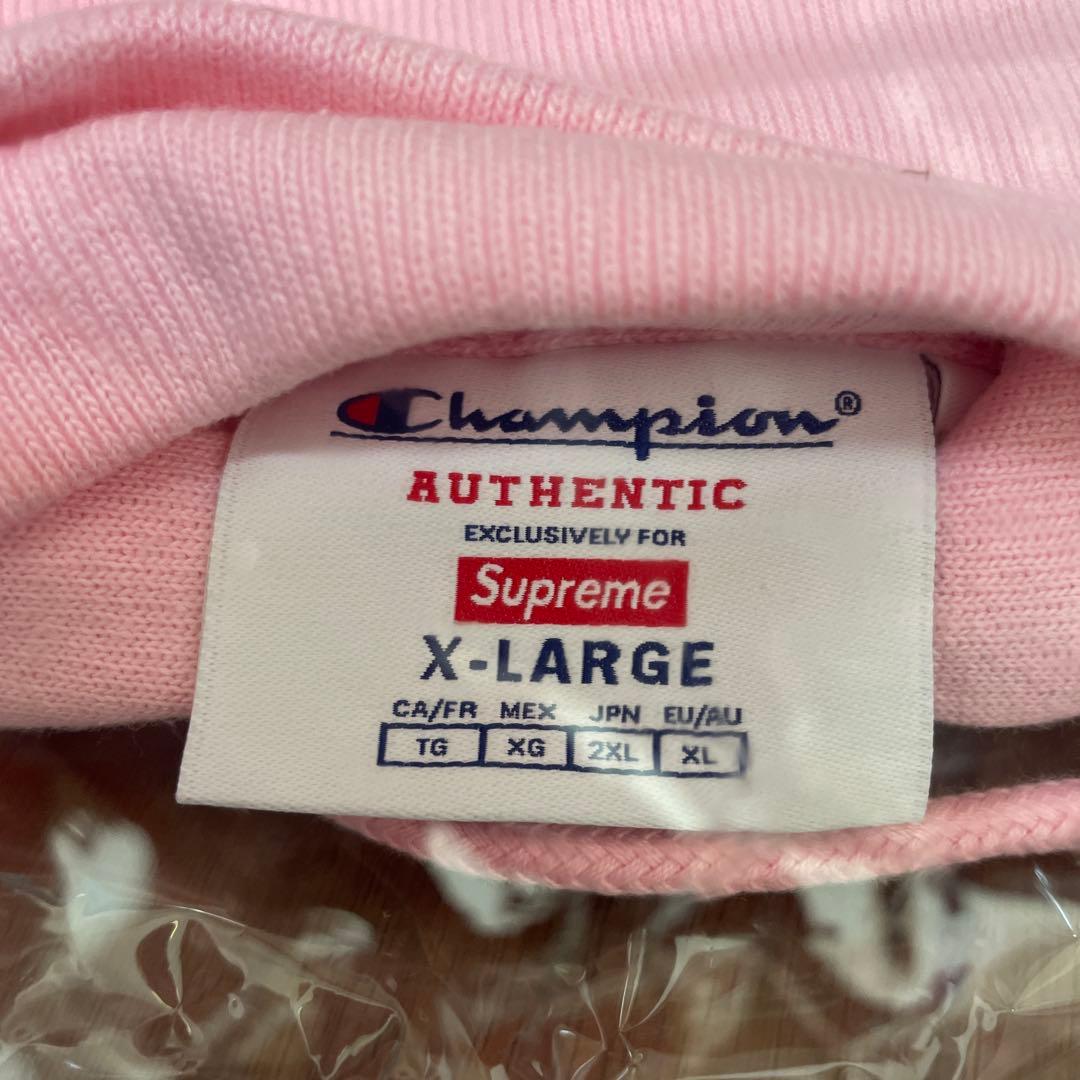 Champion®
AUTHENTIC
EXCLUSIVELY FOR
Supreme
X-LARGE
CA/FR MEX JPN EU/AU
TG XG 2XL XL